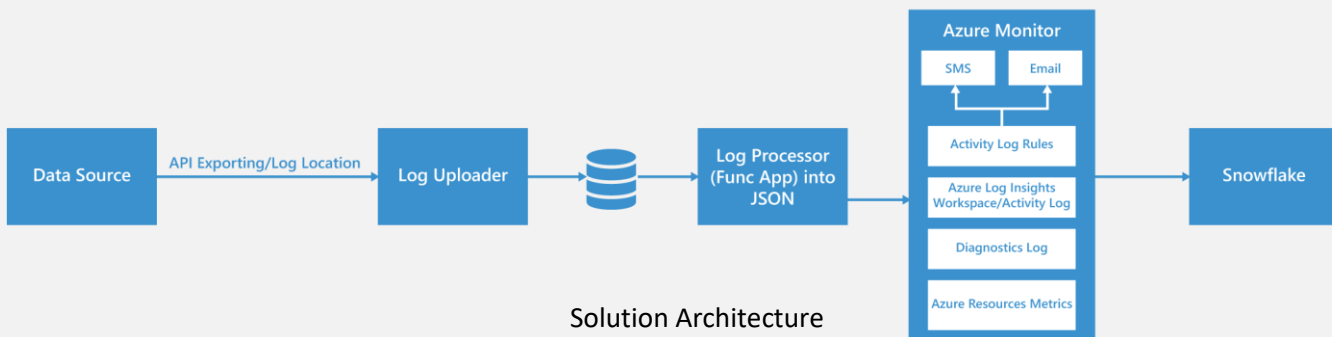 Data Source
API Exporting/Log Location
Log Uploader
Log Processor
(Func App) into
JSON
Azure Monitor
SMS
Email
Activity Log Rules
Azure Log Insights
Workspace/Activity Log
Diagnostics Log
Azure Resources Metrics
Snowflake
Solution Architecture